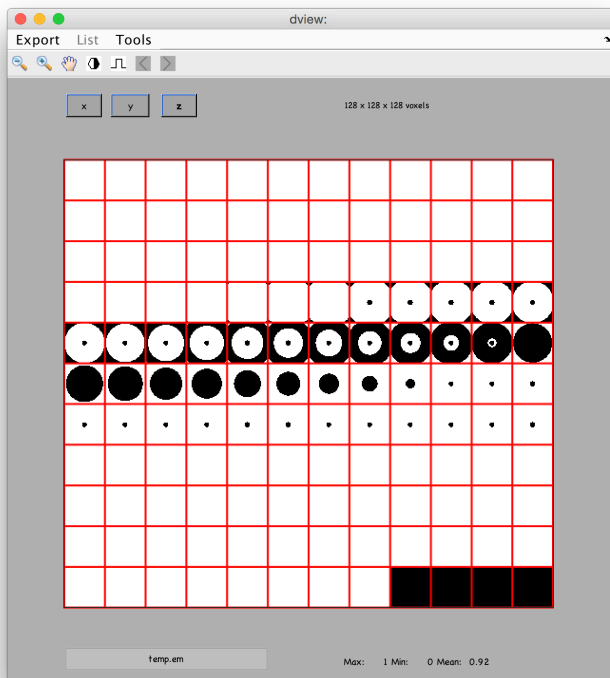 dview:
Export List Tools
x y z 128 x 128 x 128 voxels
temp.em
Max: 1 Min: 0 Mean: 0.92